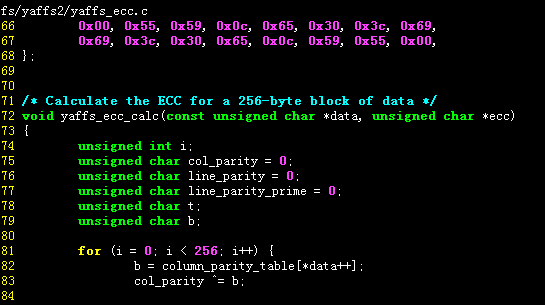 fs/yaffs2/yaffs_ecc.c
66 0x00, 0x55, 0x59, 0x0c, 0x65, 0x30, 0x3c, 0x69,
67 0x69, 0x3c, 0x30, 0x65, 0x0c, 0x59, 0x55, 0x00,
68 };
69
70
71 /* Calculate the ECC for a 256-byte block of data */
72 void yaffs_ecc_calc(const unsigned char *data, unsigned char *ecc)
73 {
74 unsigned int i;
75 unsigned char col_parity = 0;
76 unsigned char line_parity = 0;
77 unsigned char line_parity_prime = 0;
78 unsigned char t;
79 unsigned char b;
80
81 for (i = 0; i < 256; i++) {
82 b = column_parity_table[*data++];
83 col_parity ^= b;
84